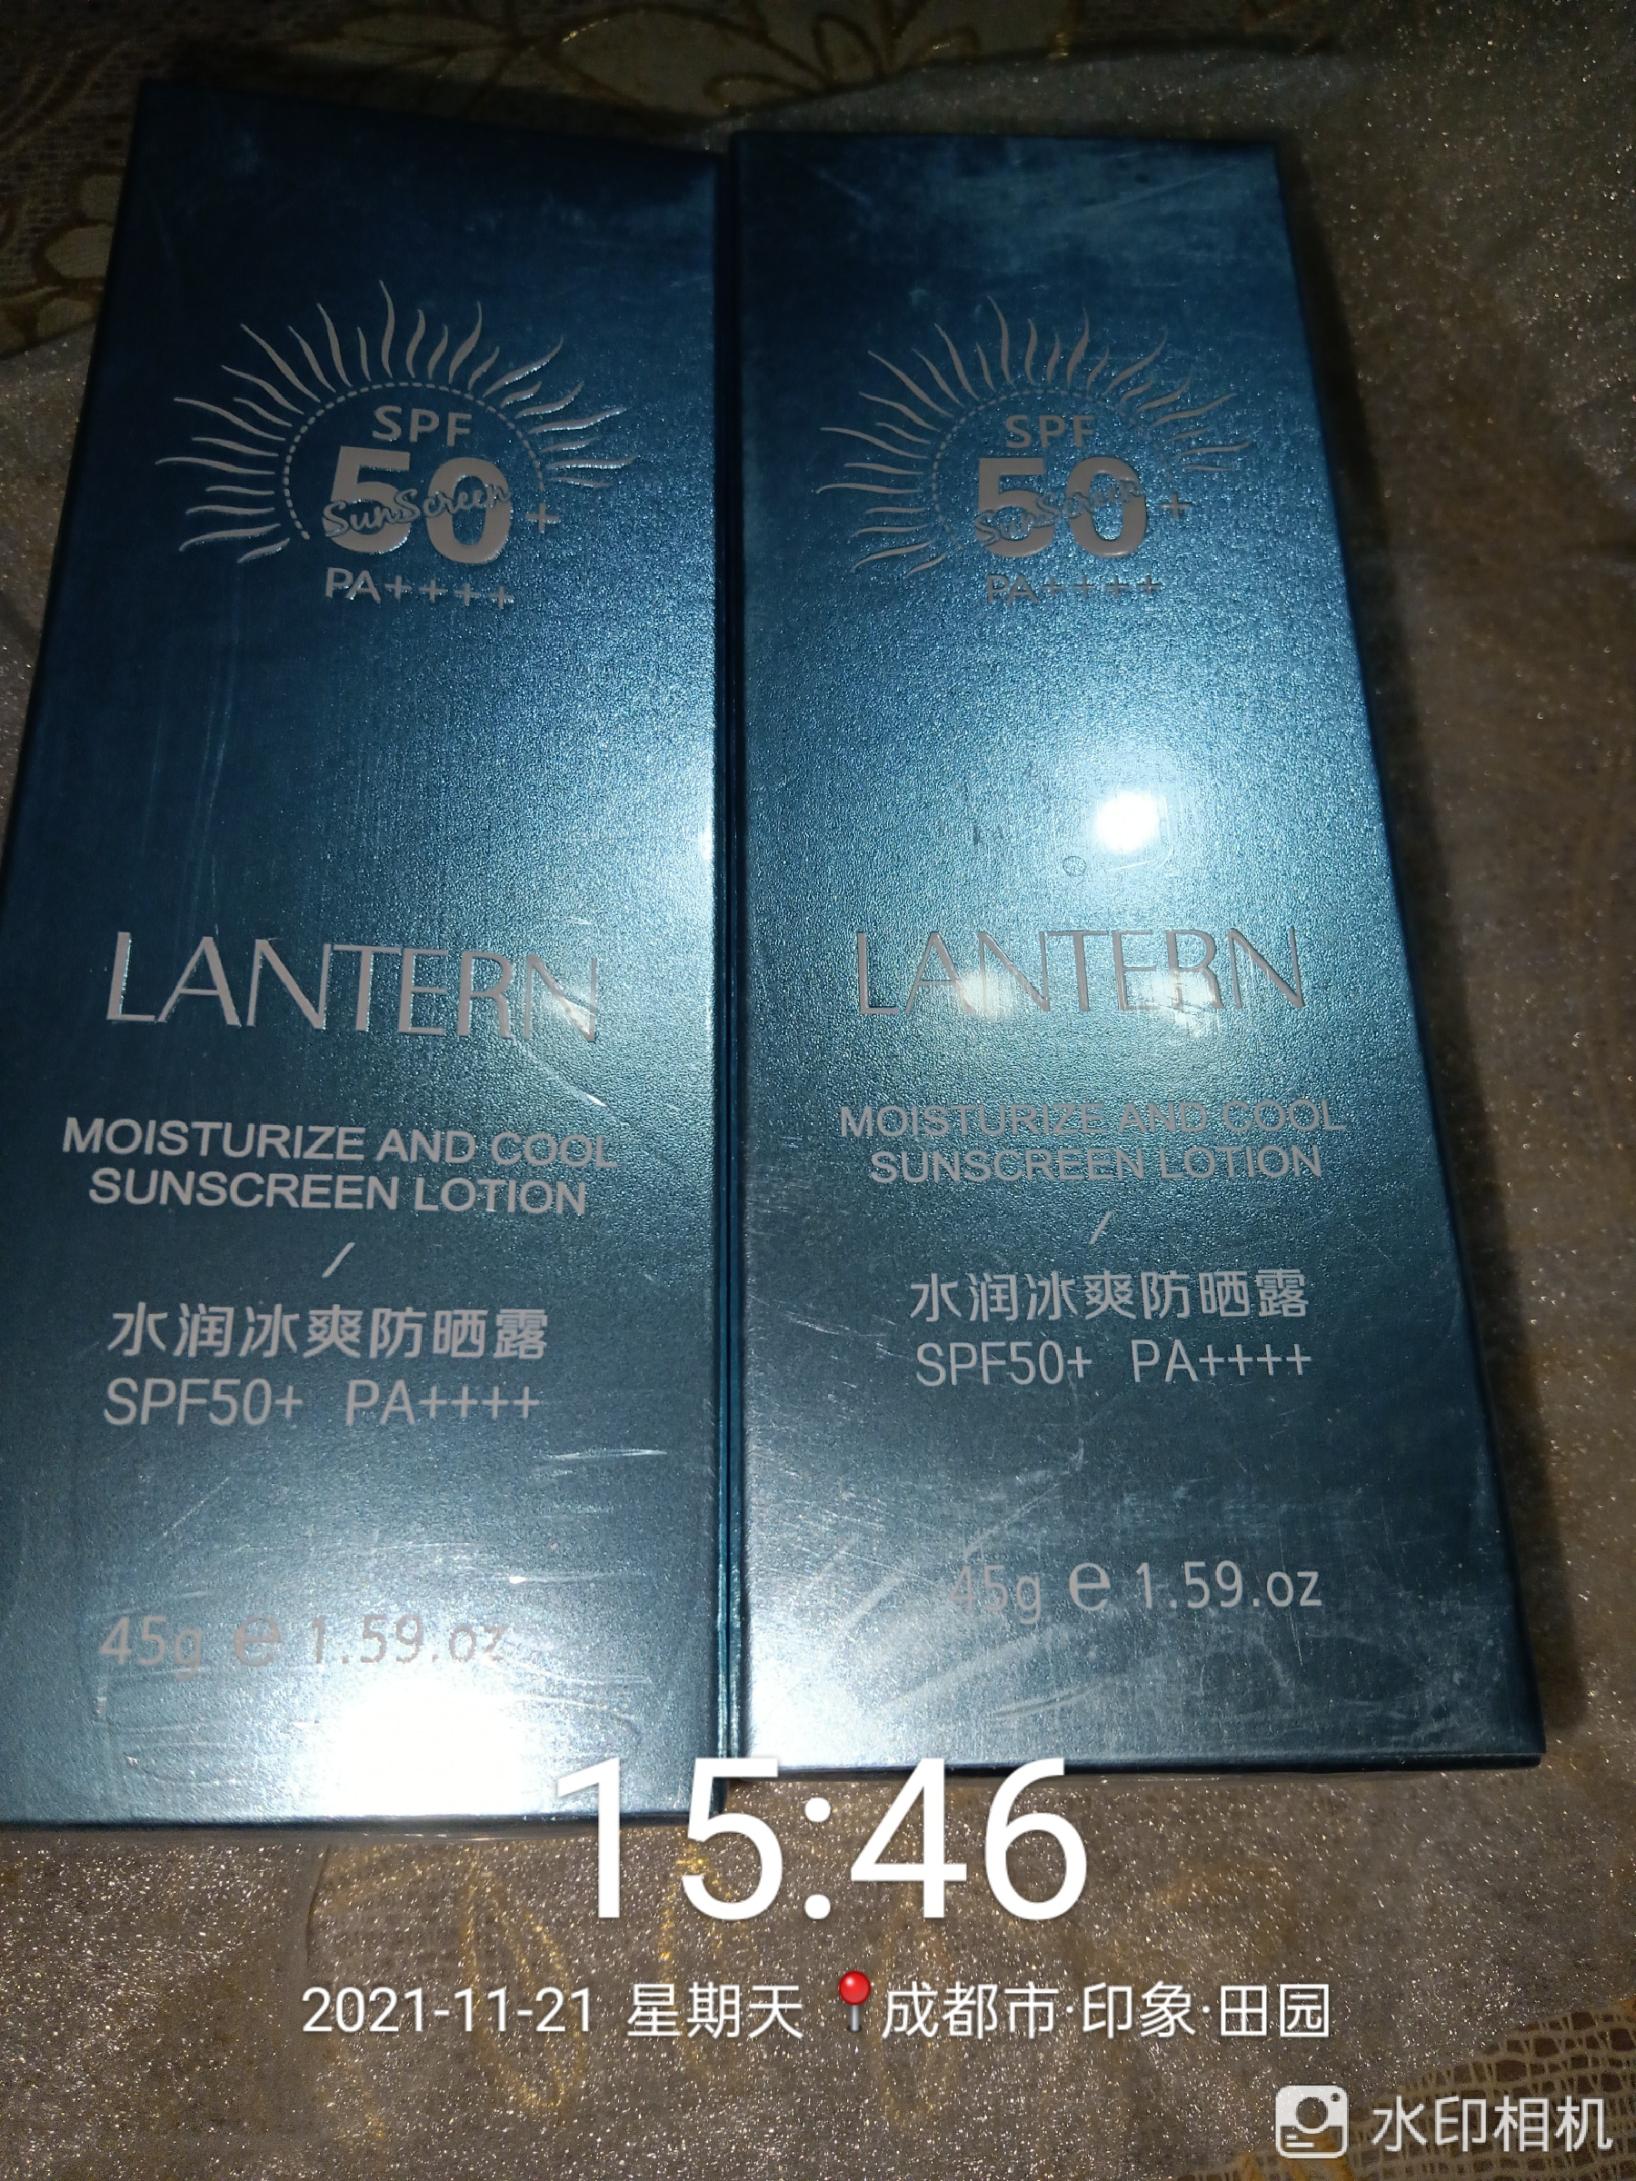 SPF
50+
SunScreen
PA++++
LANTERN
MOISTURIZE AND COOL
SUNSCREEN LOTION
/
水润冰爽防晒露
SPF50+ PA++++
45g e 1.59.oz
SPF
50+
SunScreen
PA++++
LANTERN
MOISTURIZE AND COOL
SUNSCREEN LOTION
/
水润冰爽防晒露
SPF50+ PA++++
45g e 1.59.oz
15:46
2021-11-21 星期天 📍成都市·印象·田园
水印相机